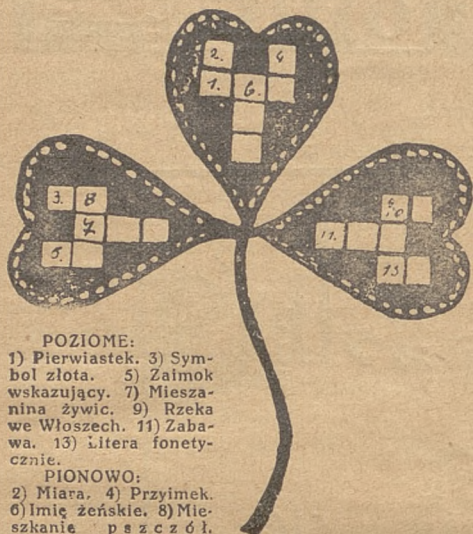 2. 4
1. 6.
3. 8
7.
5.
9
10
11.
13
POZIOME:
1) Pierwiastek. 3) Sym-
bol złota. 5) Zaimok
wskazujący. 7) Miesza-
nina żywic. 9) Rzeka
we Włoszech. 11) Zaba-
wa. 13) Litera fonety-
cznie.
PIONOWO:
2) Miara. 4) Przyimek.
6) Imię żeńskie. 8) Mie-
szkanie pszczół.